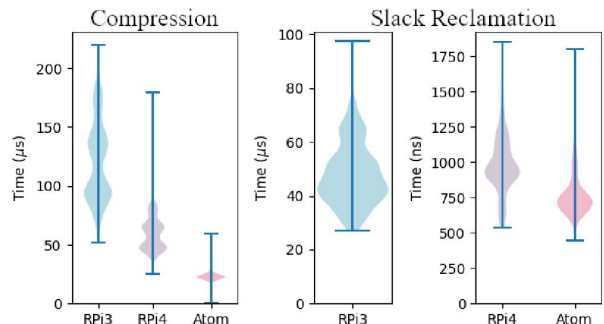 Compression
Slack Reclamation
Time (μs)
200
150
100
50
0
RPi3
RPi4
Atom
Time (μs)
100
80
60
40
20
0
RPi3
Time (ns)
1750
1500
1250
1000
750
500
250
0
RPi4
Atom